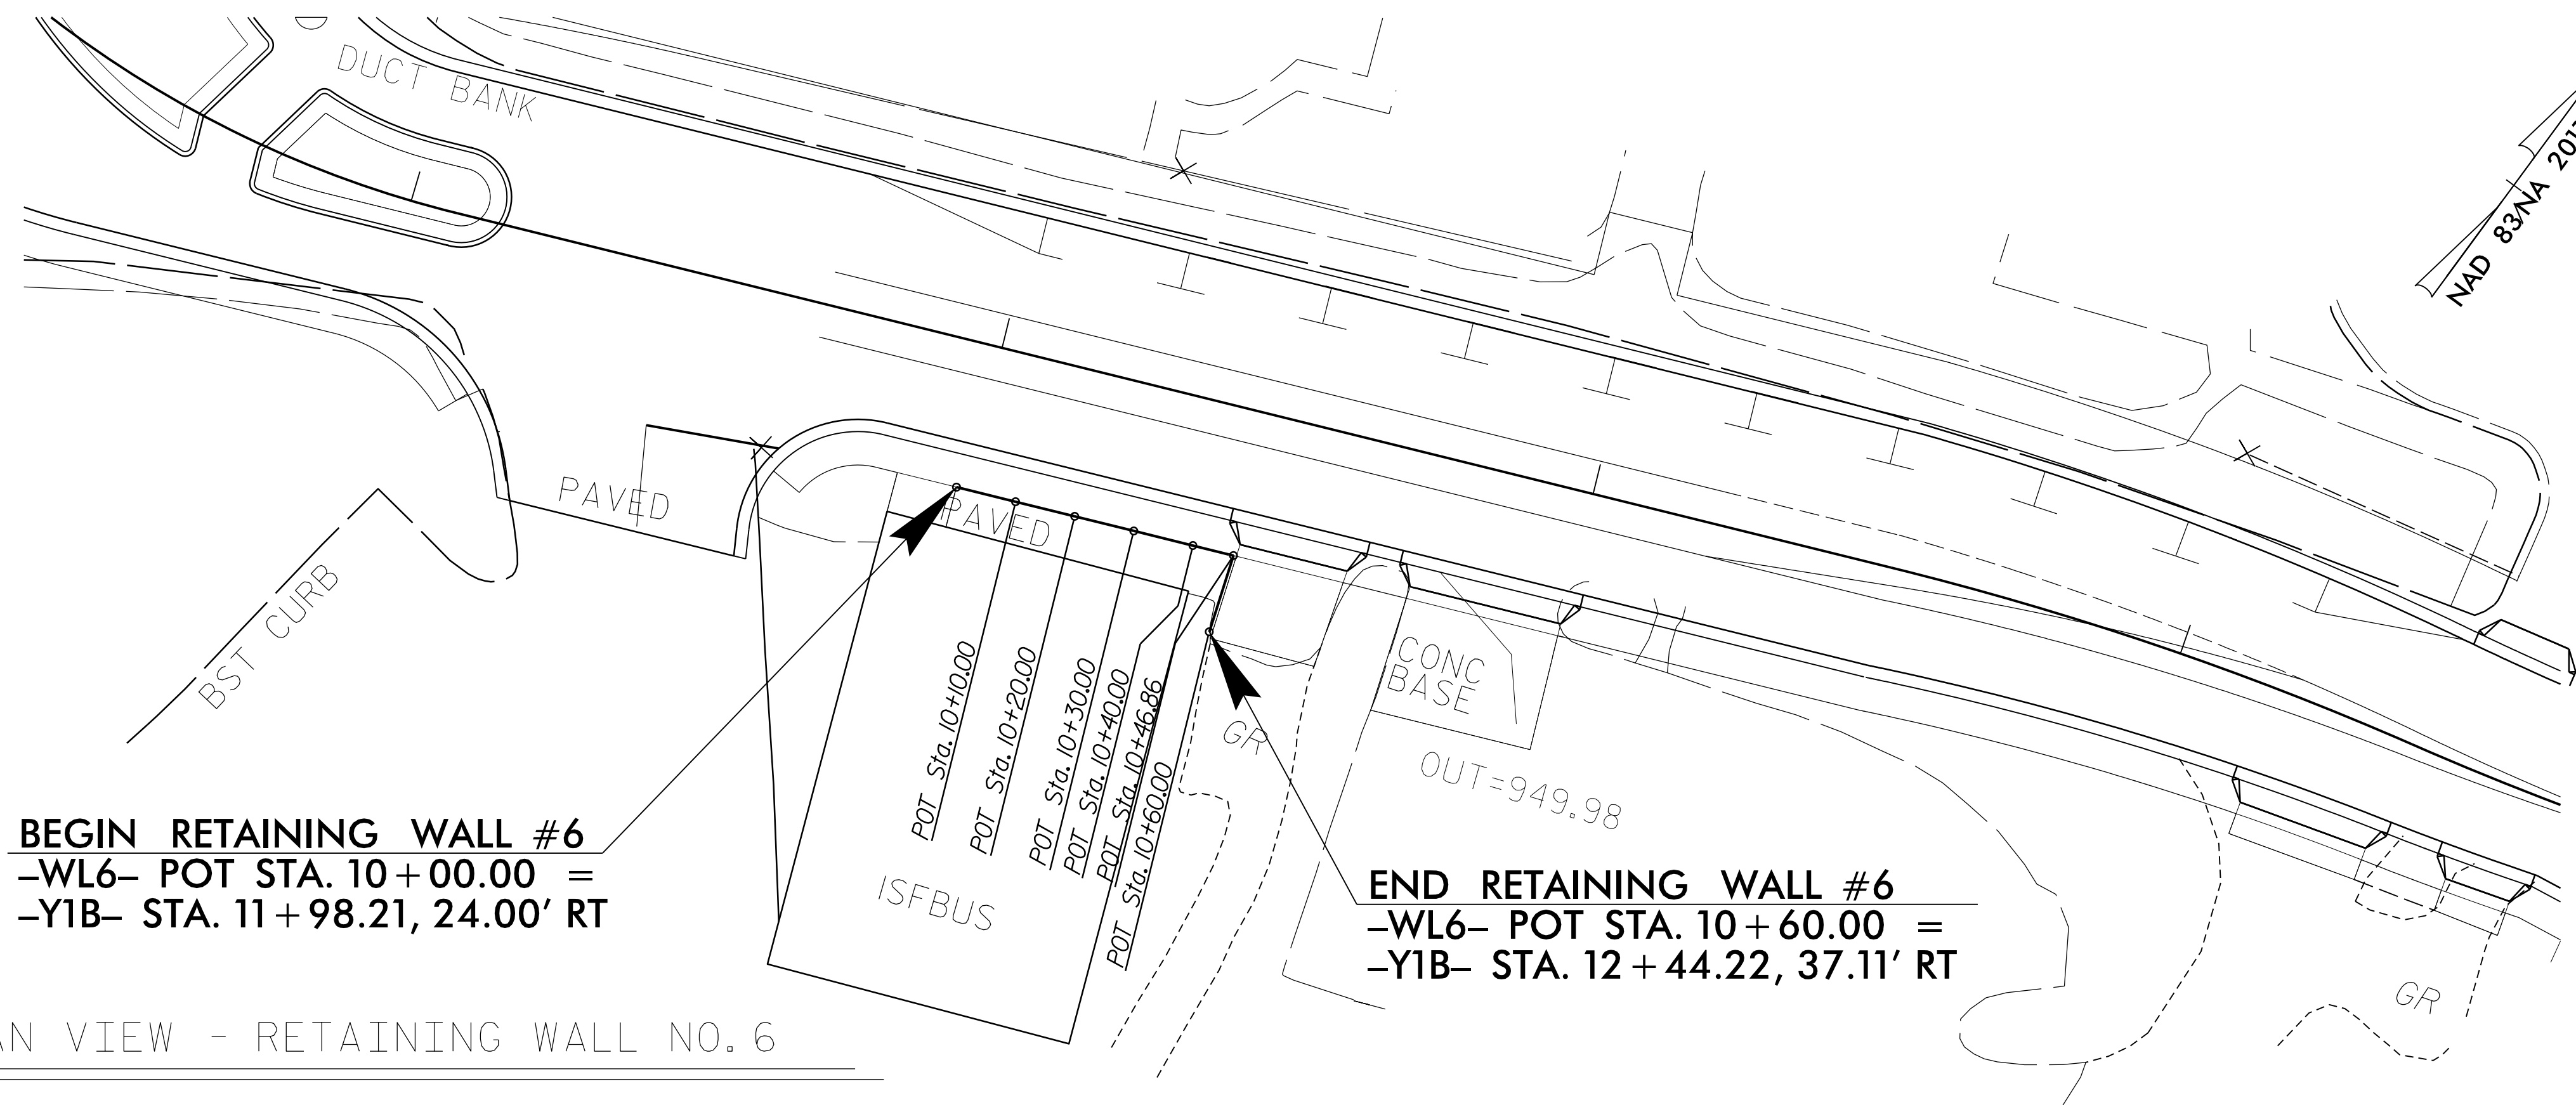 DUCT BANK
NAD 83/NA
PAVED
PAVED
BST CURB
POT Sta. 10+10.00
POT Sta. 10+20.00
POT Sta. 10+30.00
POT Sta. 10+40.00
POT Sta. 10+46.86
POT Sta. 10+60.00
CONC
BASE
GR
OUT=949.98
BEGIN RETAINING WALL #6
–WL6– POT STA. 10+00.00 =
–Y1B– STA. 11+98.21, 24.00' RT
ISFBUS
END RETAINING WALL #6
–WL6– POT STA. 10+60.00 =
–Y1B– STA. 12+44.22, 37.11' RT
GR
VIEW - RETAINING WALL NO. 6